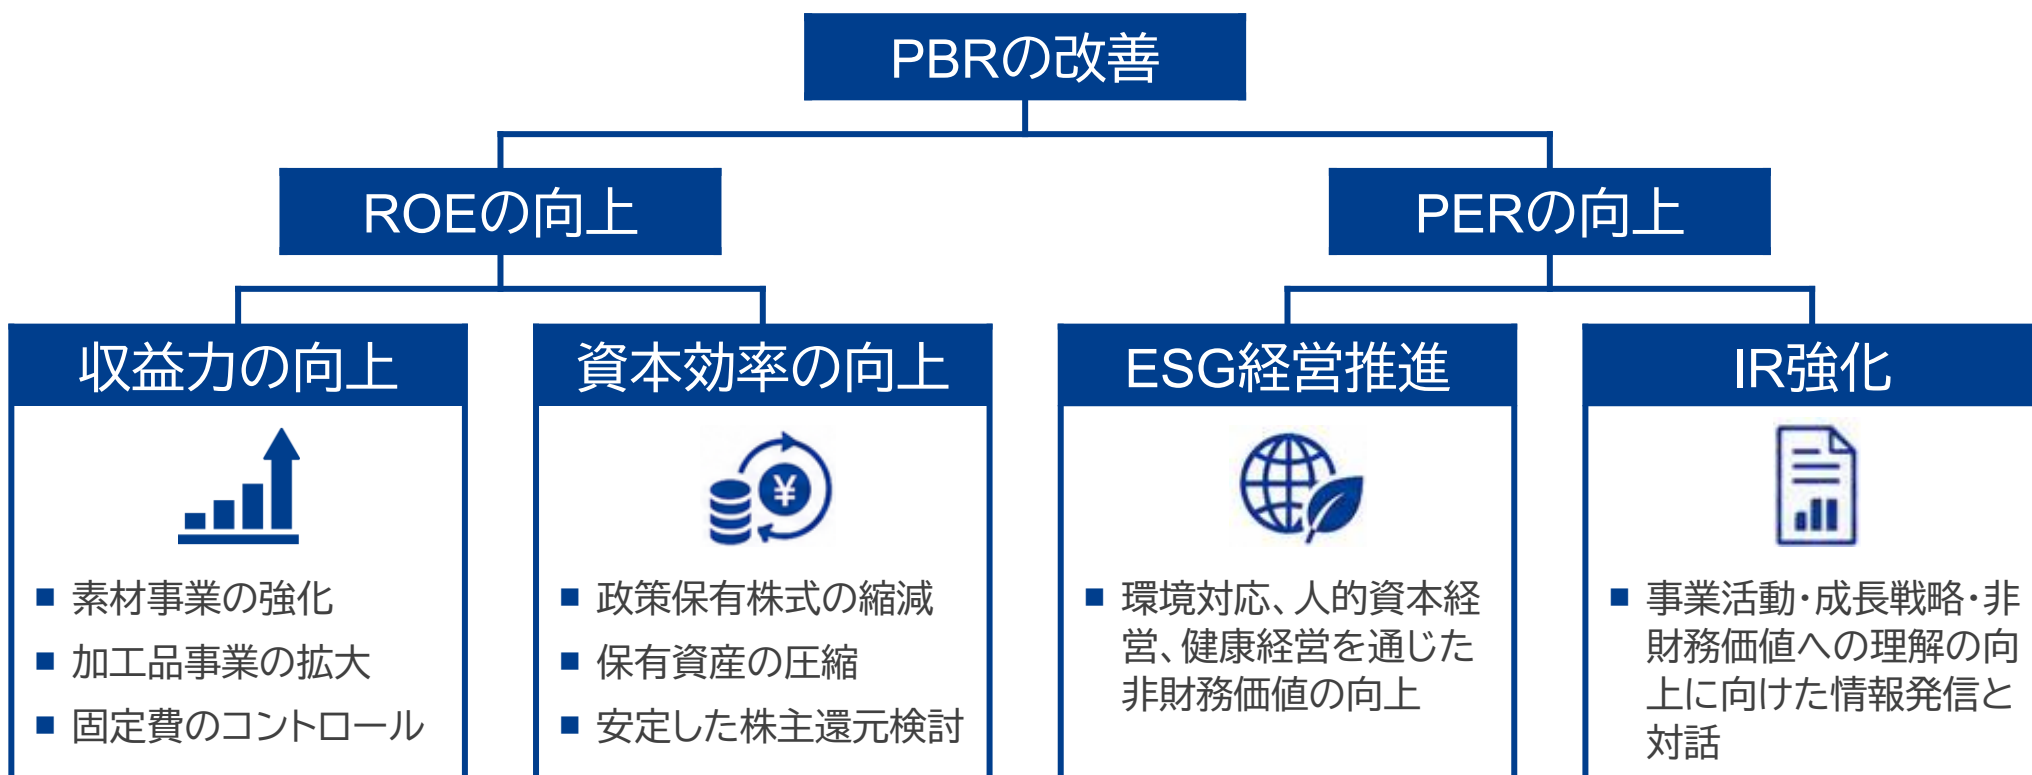 PBRの改善
ROEの向上
PERの向上
収益力の向上
資本効率の向上
ESG経営推進
IR強化
¥
■ 素材事業の強化
■ 加工品事業の拡大
■ 固定費のコントロール
■ 政策保有株式の縮減
■ 保有資産の圧縮
■ 安定した株主還元検討
■ 環境対応、人的資本経
営、健康経営を通じた
非財務価値の向上
■ 事業活動・成長戦略・非
財務価値への理解の向
上に向けた情報発信と
対話